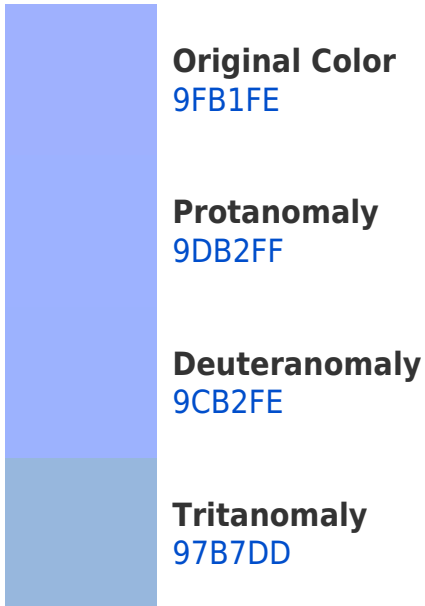 Original Color
9FB1FE
Protanomaly
9DB2FF
Deuteranomaly
9CB2FE
Tritanomaly
97B7DD